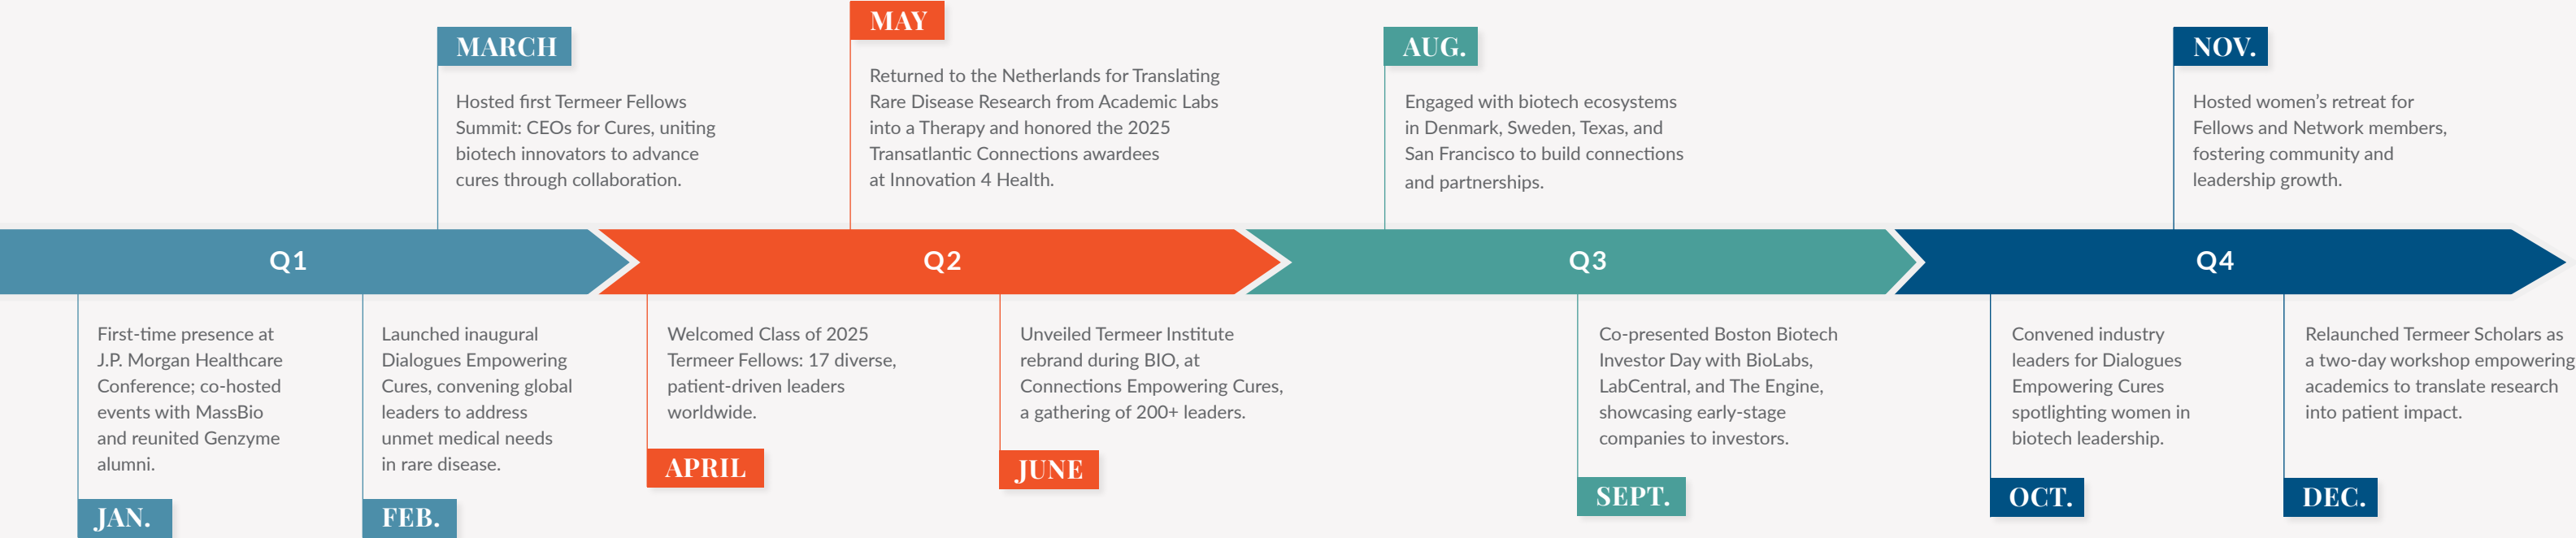 MARCH
Hosted first Termeer Fellows
Summit: CEOs for Cures, uniting
biotech innovators to advance
cures through collaboration.
MAY
Returned to the Netherlands for Translating
Rare Disease Research from Academic Labs
into a Therapy and honored the 2025
Transatlantic Connections awardees
at Innovation 4 Health.
AUG.
Engaged with biotech ecosystems
in Denmark, Sweden, Texas, and
San Francisco to build connections
and partnerships.
NOV.
Hosted women’s retreat for
Fellows and Network members,
fostering community and
leadership growth.
Q1
Q2
Q3
Q4
First-time presence at
J.P. Morgan Healthcare
Conference; co-hosted
events with MassBio
and reunited Genzyme
alumni.
JAN.
Launched inaugural
Dialogues Empowering
Cures, convening global
leaders to address
unmet medical needs
in rare disease.
FEB.
Welcomed Class of 2025
Termeer Fellows: 17 diverse,
patient-driven leaders
worldwide.
APRIL
Unveiled Termeer Institute
rebrand during BIO, at
Connections Empowering Cures,
a gathering of 200+ leaders.
JUNE
Co-presented Boston Biotech
Investor Day with BioLabs,
LabCentral, and The Engine,
showcasing early-stage
companies to investors.
SEPT.
Convened industry
leaders for Dialogues
Empowering Cures
spotlighting women in
biotech leadership.
OCT.
Relaunched Termeer Scholars as
a two-day workshop empowering
academics to translate research
into patient impact.
DEC.